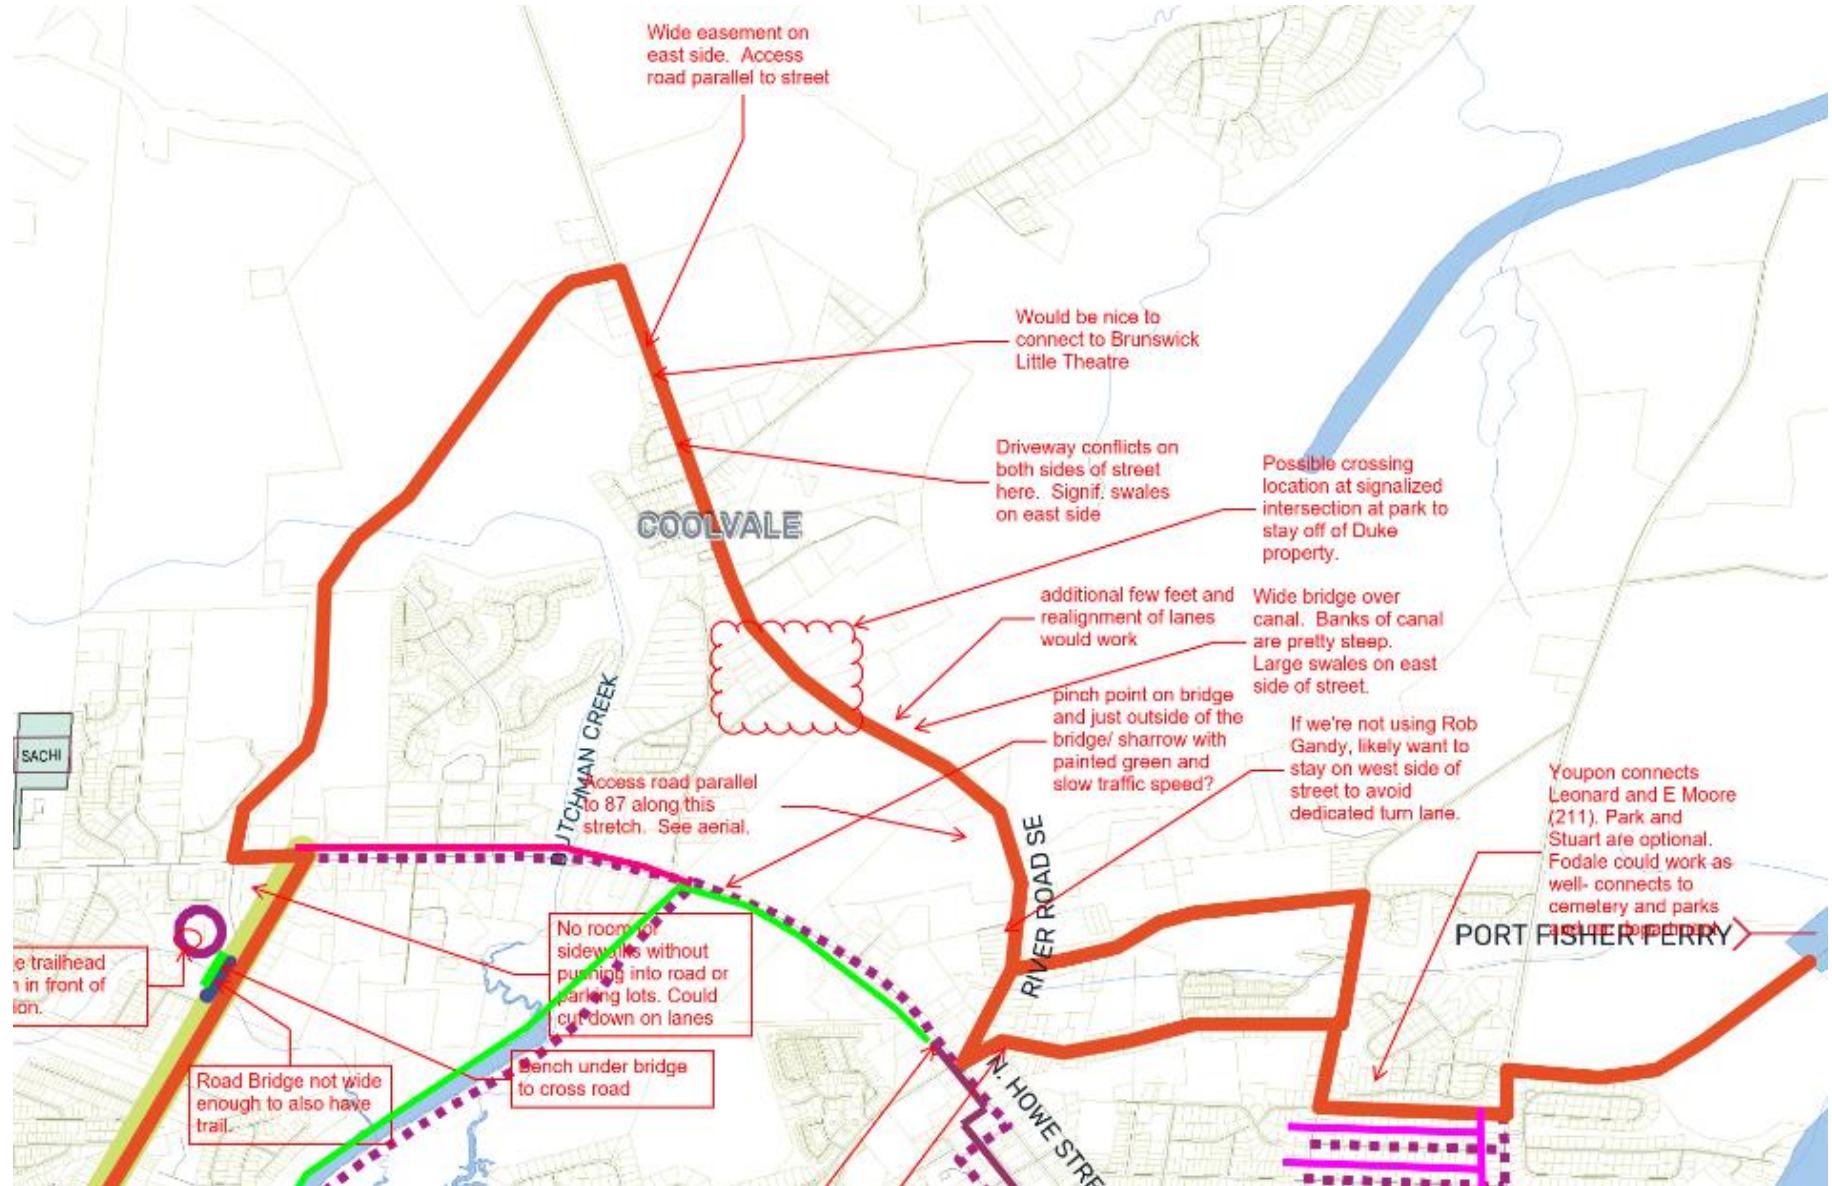 Wide easement on
east side. Access
road parallel to street
Would be nice to
connect to Brunswick
Little Theatre
Driveway conflicts on
both sides of street
here. Signif. swales
on east side
Possible crossing
location at signalized
intersection at park to
stay off of Duke
property.
COOLVALE
additional few feet and
realignment of lanes
would work
Wide bridge over
canal. Banks of canal
are pretty steep.
Large swales on east
side of street.
pinch point on bridge
and just outside of the
bridge/ sharrow with
painted green and
slow traffic speed?
If we're not using Rob
Gandy, likely want to
stay on west side of
street to avoid
dedicated turn lane.
DUTCHMAN CREEK
SACHI
Access road parallel
to 87 along this
stretch. See aerial.
RIVER ROAD SE
Youpon connects
Leonard and E Moore
(211). Park and
Stuart are optional.
Fodale could work as
well- connects to
cemetery and parks
PORT FISHER FERRY
No room for
sidewalks without
pushing into road or
parking lots. Could
cut down on lanes
e trailhead
in front of
ion.
Road Bridge not wide
enough to also have
trail.
Bench under bridge
to cross road
N. HOWE STRE